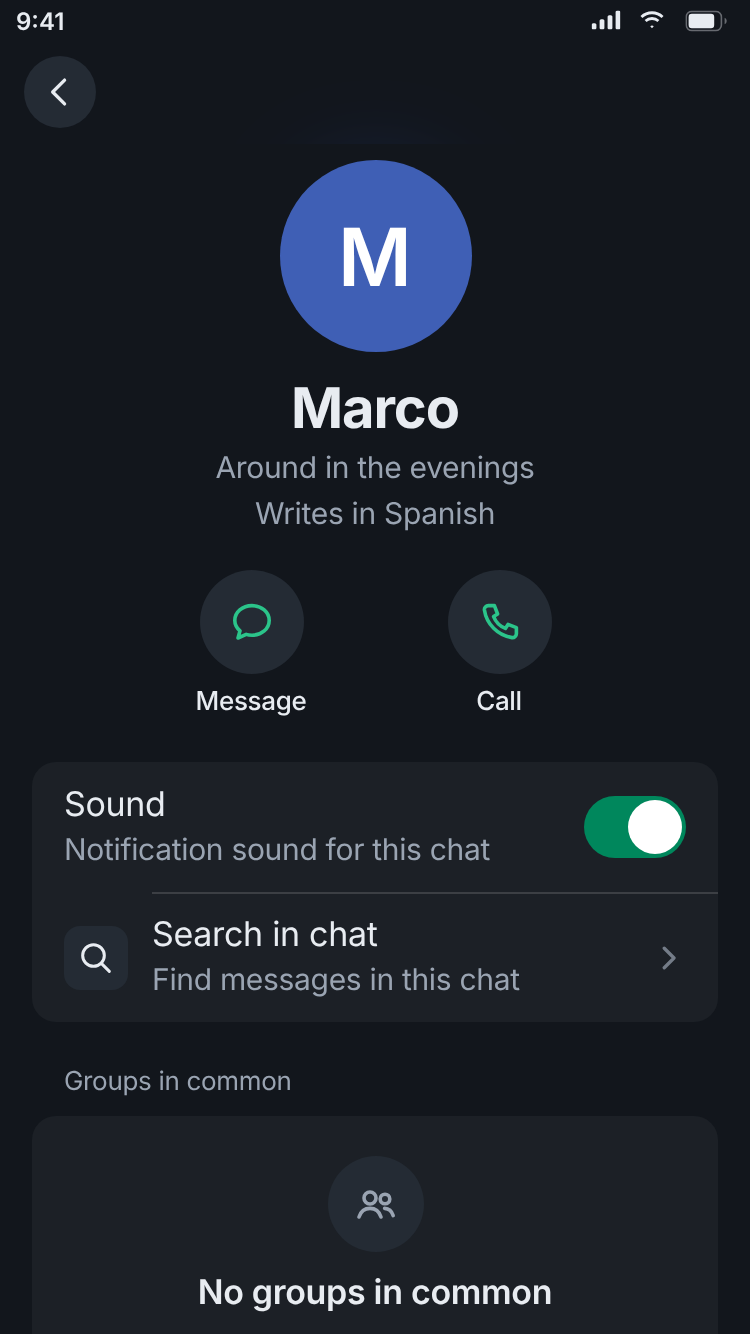 9:41
M
Marco
Around in the evenings
Writes in Spanish
Message
Call
Sound
Notification sound for this chat
Search in chat
Find messages in this chat
Groups in common
No groups in common